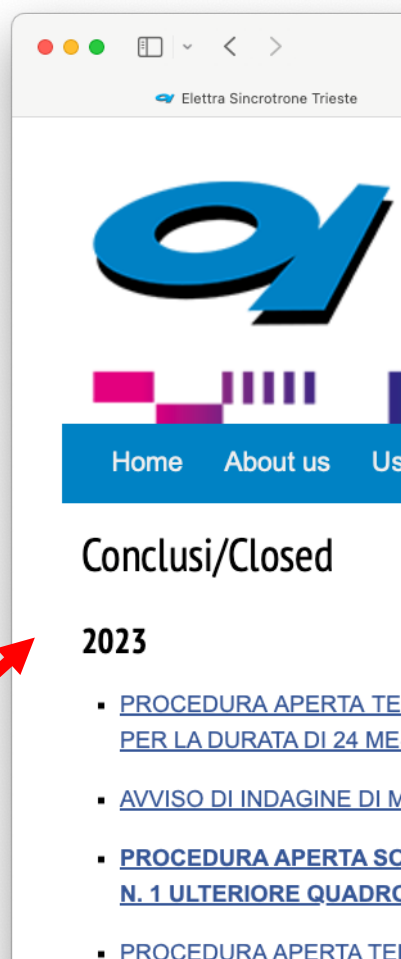 Elettra Sincrotrone Trieste
Home About us Us
Conclusi/Closed
2023
PROCEDURA APERTA TE
PER LA DURATA DI 24 ME
AVVISO DI INDAGINE DI M
PROCEDURA APERTA SO
N. 1 ULTERIORE QUADRO
PROCEDURA APERTA TE